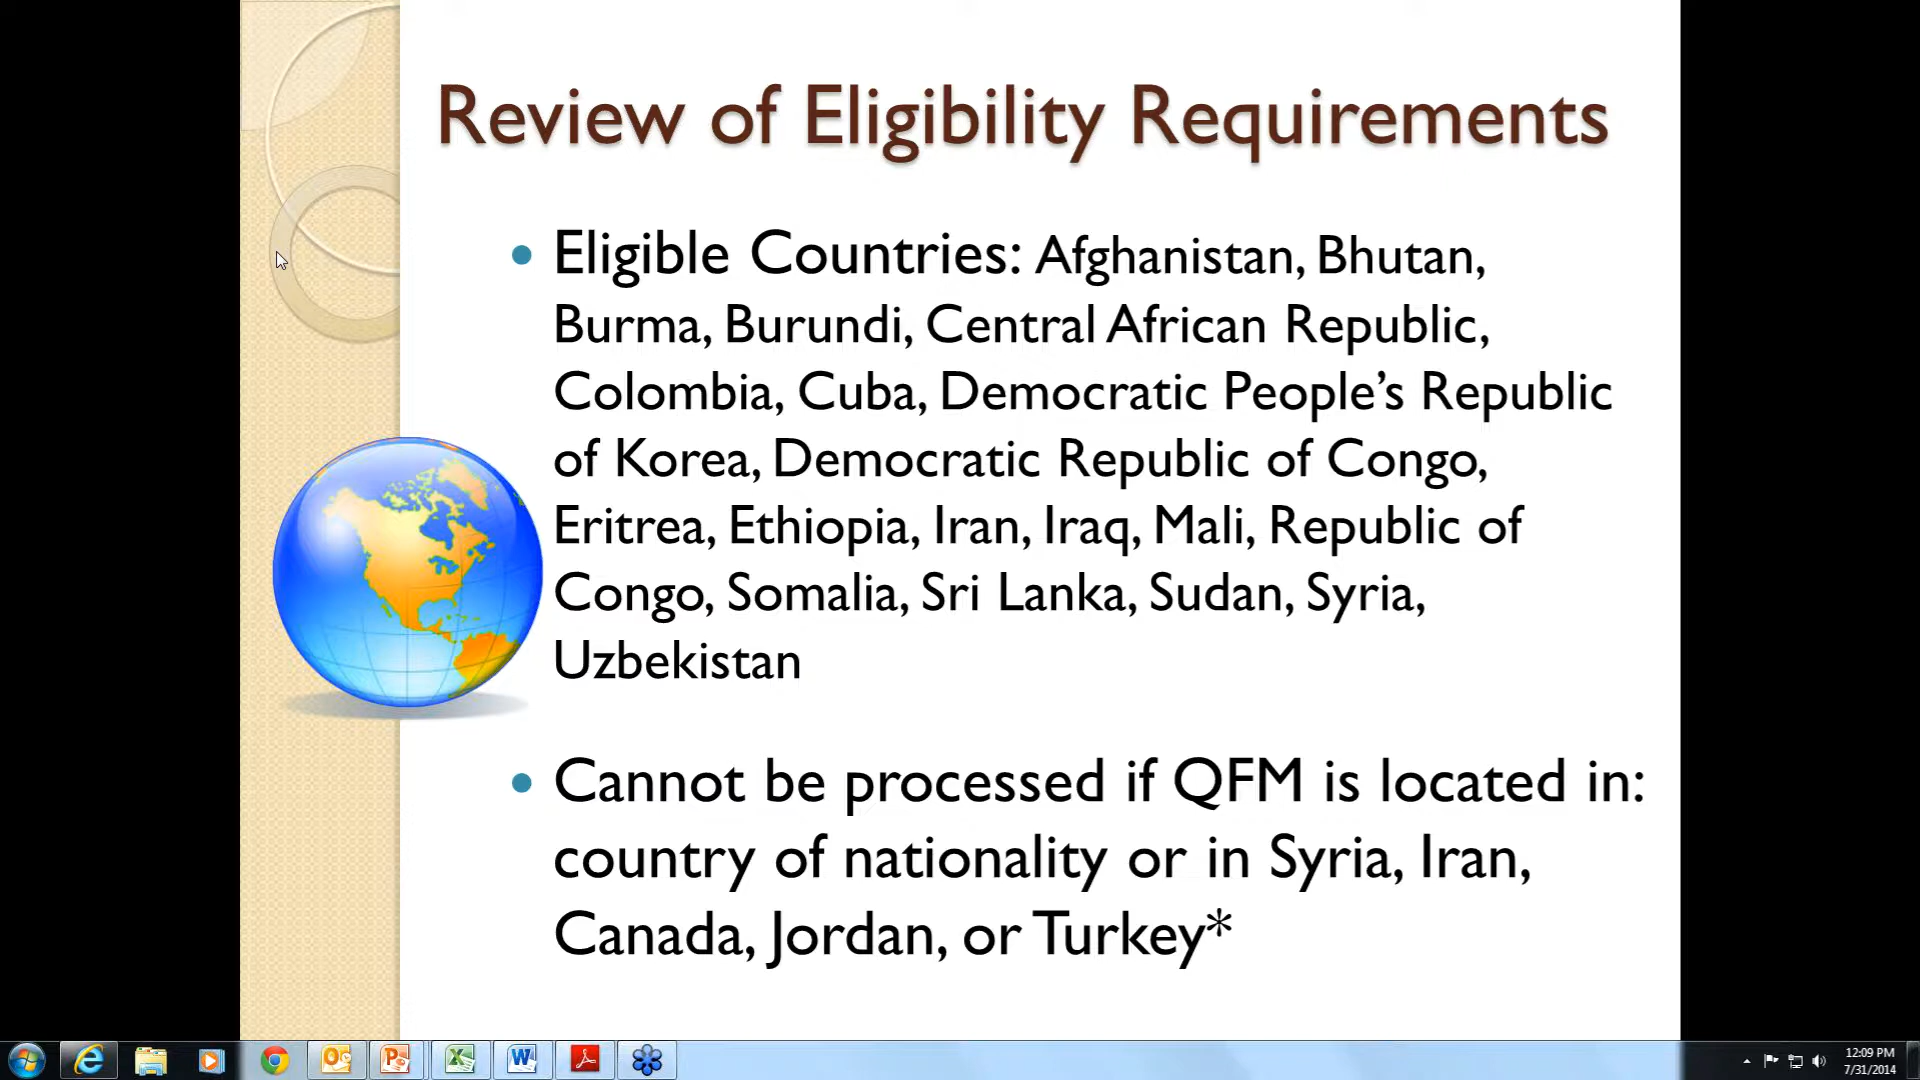 Review of Eligibility Requirements
• Eligible Countries: Afghanistan, Bhutan,
Burma, Burundi, Central African Republic,
Colombia, Cuba, Democratic People’s Republic
of Korea, Democratic Republic of Congo,
Eritrea, Ethiopia, Iran, Iraq, Mali, Republic of
Congo, Somalia, Sri Lanka, Sudan, Syria,
Uzbekistan
• Cannot be processed if QFM is located in:
country of nationality or in Syria, Iran,
Canada, Jordan, or Turkey*
12:09 PM
7/31/2014